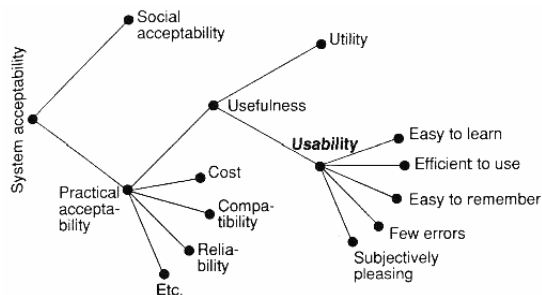 System acceptability
Social
acceptability
Utility
Usefulness
Usability
Easy to learn
Efficient to use
Easy to remember
Few errors
Subjectively
pleasing
Practical
accepta-
bility
Cost
Compa-
tibility
Relia-
bility
Etc.